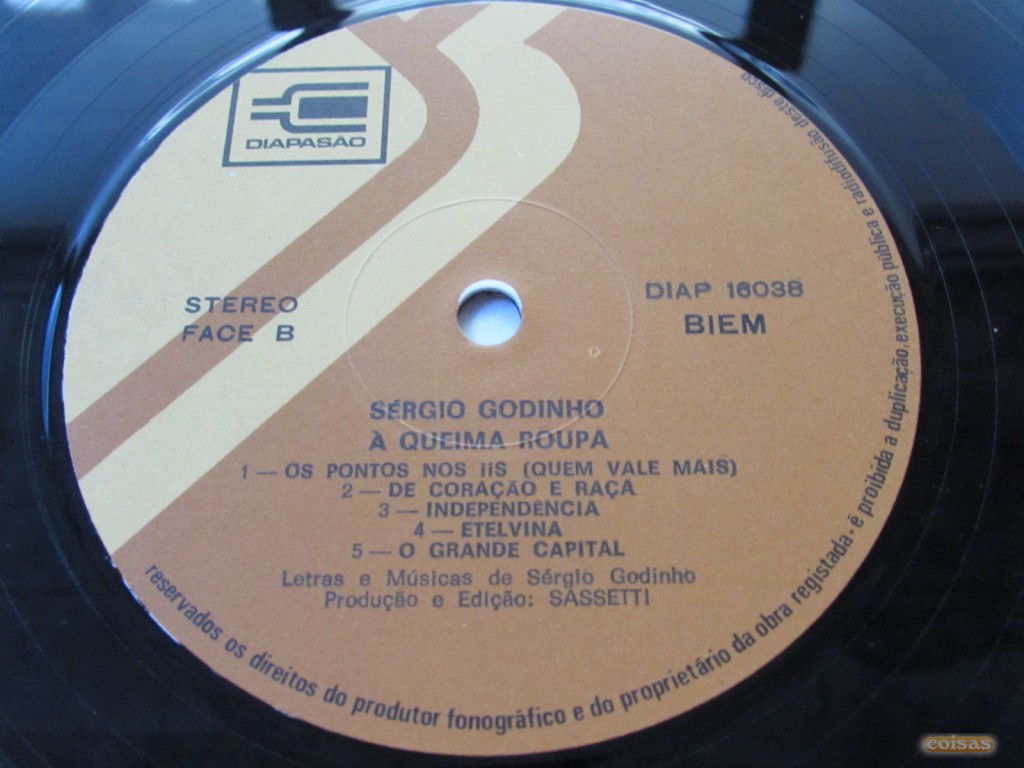 DIAPASÃO
STEREO
FACE B
DIAP 16038
BIEM
SÉRGIO GODINHO
À QUEIMA ROUPA
1 — OS PONTOS NOS iiS (QUEM VALE MAIS)
2 — DE CORAÇÃO E RAÇA
3 — INDEPENDÊNCIA
4 — ETELVINA
5 — O GRANDE CAPITAL
Letras e Músicas de Sérgio Godinho
Produção e Edição: SASSETTI
reservados os direitos do produtor fonográfico e do proprietário da obra registada · é proibida a duplicação, execução pública e radiodifusão deste disco
coisas